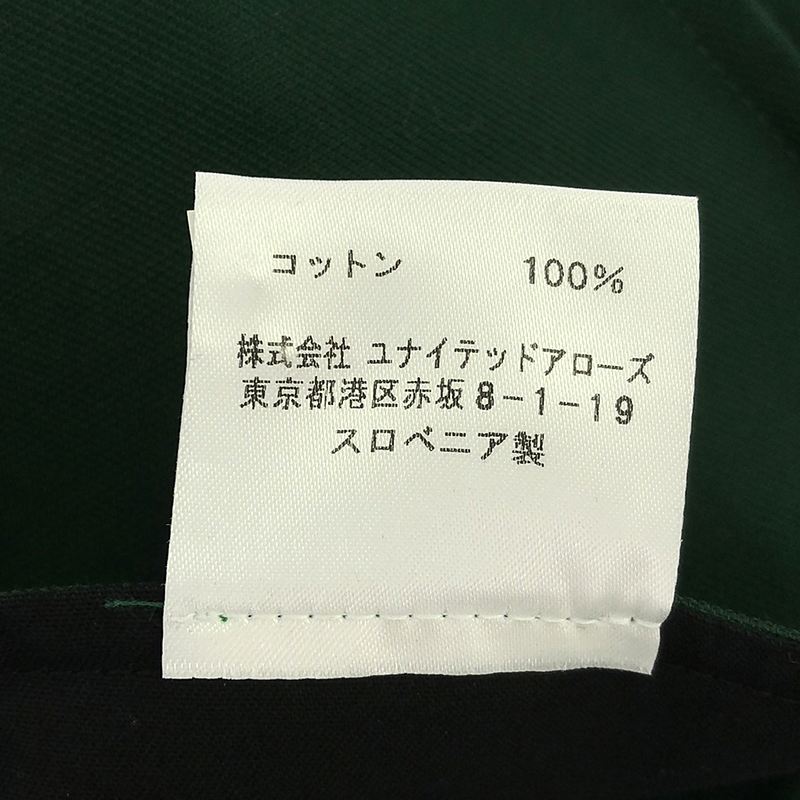 コットン 100%
株式会社 ユナイテッドアローズ
東京都港区赤坂8-1-19
スロベニア製